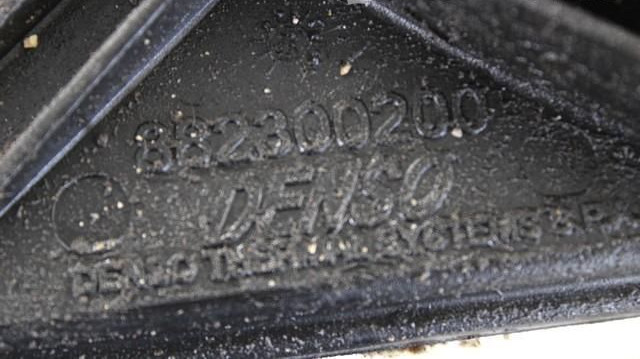 882300200
DENSO
DENSO THERMAL SYSTEMS S.P.A